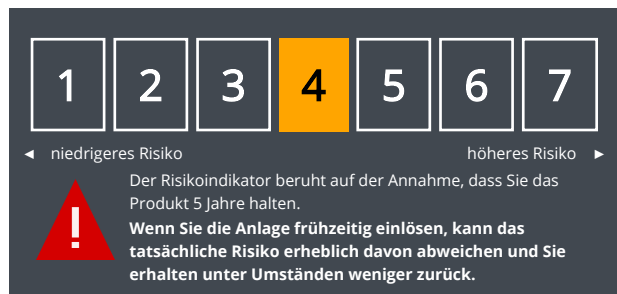 1 2 3 4 5 6 7
◄ niedrigeres Risiko höheres Risiko ►
Der Risikoindikator beruht auf der Annahme, dass Sie das
Produkt 5 Jahre halten.
Wenn Sie die Anlage frühzeitig einlösen, kann das
tatsächliche Risiko erheblich davon abweichen und Sie
erhalten unter Umständen weniger zurück.
!